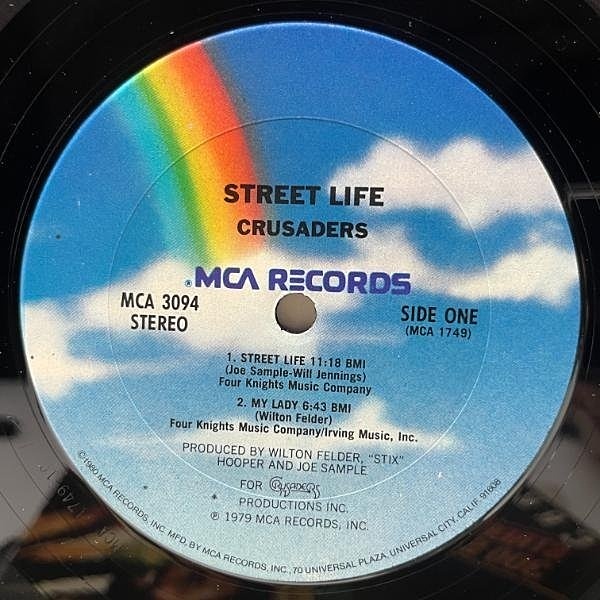 STREET LIFE
CRUSADERS
®MCA RECORDS
MCA 3094
STEREO
SIDE ONE
(MCA 1749)
1. STREET LIFE 11:18 BMI
(Joe Sample-Will Jennings)
Four Knights Music Company
2. MY LADY 6:43 BMI
(Wilton Felder)
Four Knights Music Company/Irving Music, Inc.
PRODUCED BY WILTON FELDER, "STIX"
HOOPER AND JOE SAMPLE
FOR Crusaders
PRODUCTIONS INC.
℗ 1979 MCA RECORDS, INC.
©1980 MCA RECORDS, INC. MFD. BY MCA RECORDS, INC., 70 UNIVERSAL PLAZA, UNIVERSAL CITY, CALIF. 91608